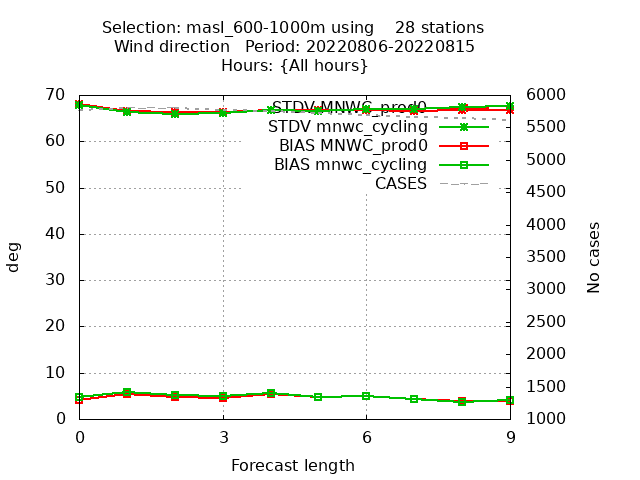 Selection: masl_600-1000m using    28 stations
Wind direction   Period: 20220806-20220815
Hours: {All hours}
70 6000
STDV MNWC_prod0
STDV mnwc_cycling 5500
60 BIAS MNWC_prod0 5000
BIAS mnwc_cycling
50 CASES 4500
4000
40 3500
30 3000
2500
20 2000
10 1500
0 1000
0 3 6 9
Forecast length
deg
No cases